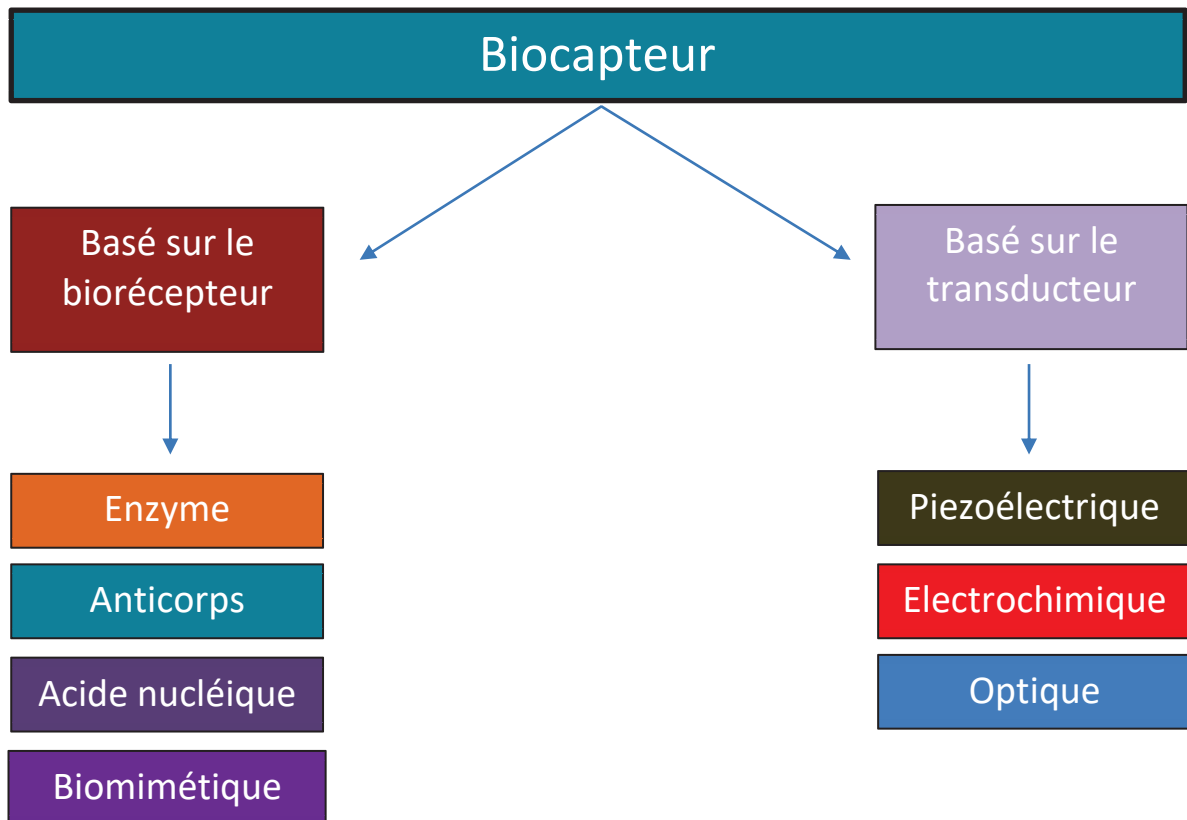 Biocapteur
Basé sur le
biorécepteur
Basé sur le
transducteur
Enzyme
Anticorps
Acide nucléique
Biomimétique
Piezoélectrique
Electrochimique
Optique